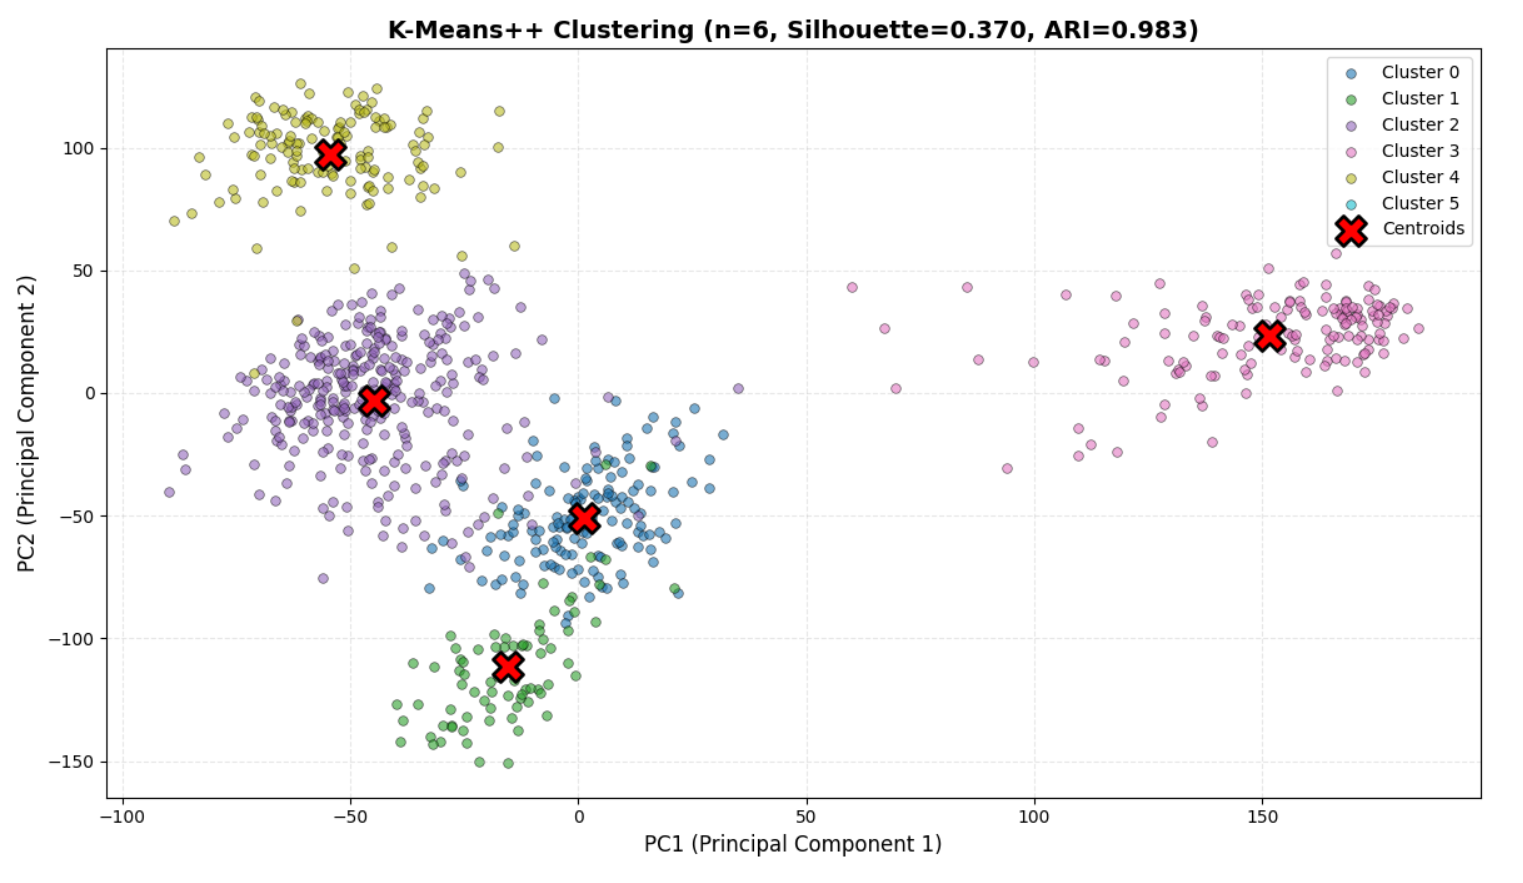 K-Means++ Clustering (n=6, Silhouette=0.370, ARI=0.983)
Cluster 0
Cluster 1
Cluster 2
Cluster 3
Cluster 4
Cluster 5
Centroids
100
50
0
−50
−100
−150
PC2 (Principal Component 2)
−100
−50
0
50
100
150
PC1 (Principal Component 1)